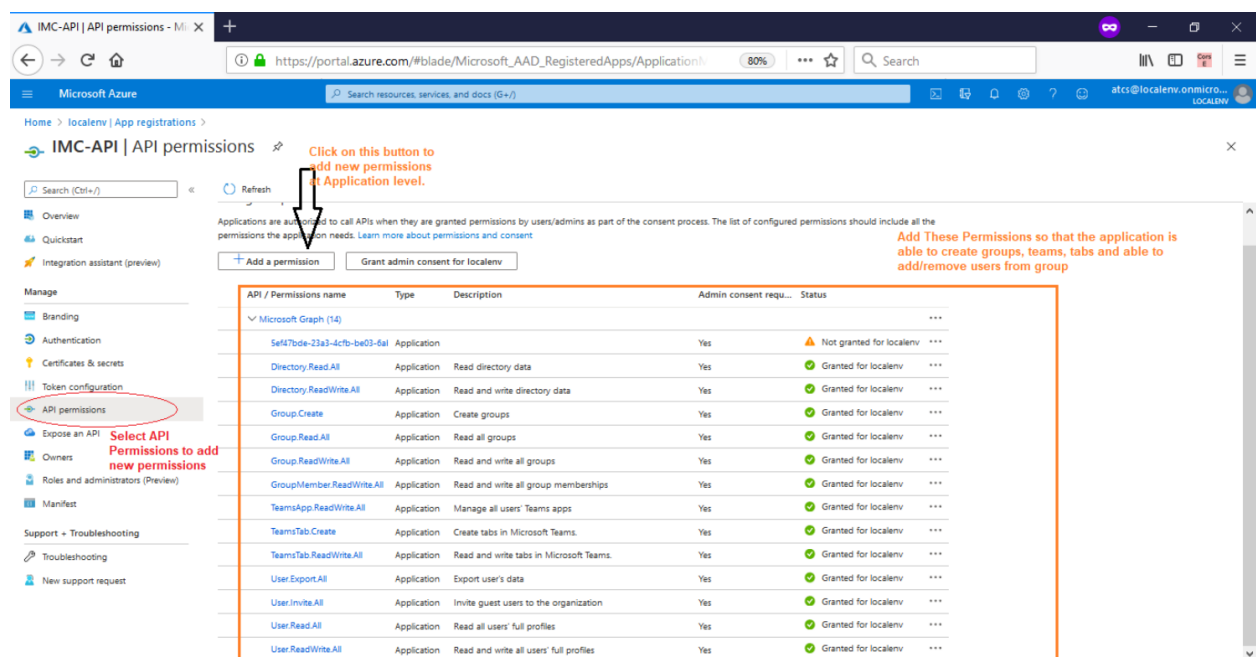 IMC-API | API permissions - Mi
https://portal.azure.com/#blade/Microsoft_AAD_RegisteredApps/Application
80%
Search
Microsoft Azure
Search resources, services, and docs (G+/)
atcs@localenv.onmicro...
LOCALENV
Home > localenv | App registrations >
IMC-API | API permissions
Click on this button to
add new permissions
at Application level.
Search (Ctrl+/)
Refresh
Overview
Quickstart
Integration assistant (preview)
Manage
Branding
Authentication
Certificates & secrets
Token configuration
API permissions
Expose an API
Owners
Roles and administrators (Preview)
Manifest
Support + Troubleshooting
Troubleshooting
New support request
Select API
Permissions to add
new permissions
Applications are authorized to call APIs when they are granted permissions by users/admins as part of the consent process. The list of configured permissions should include all the
permissions the application needs. Learn more about permissions and consent
Add These Permissions so that the application is
able to create groups, teams, tabs and able to
add/remove users from group
+ Add a permission Grant admin consent for localenv
API / Permissions name Type Description Admin consent requ... Status
Microsoft Graph (14) ...
5ef47bde-23a3-4cfb-be03-6al Application Yes Not granted for localenv ...
Directory.Read.All Application Read directory data Yes Granted for localenv ...
Directory.ReadWrite.All Application Read and write directory data Yes Granted for localenv ...
Group.Create Application Create groups Yes Granted for localenv ...
Group.Read.All Application Read all groups Yes Granted for localenv ...
Group.ReadWrite.All Application Read and write all groups Yes Granted for localenv ...
GroupMember.ReadWrite.All Application Read and write all group memberships Yes Granted for localenv ...
TeamsApp.ReadWrite.All Application Manage all users' Teams apps Yes Granted for localenv ...
TeamsTab.Create Application Create tabs in Microsoft Teams. Yes Granted for localenv ...
TeamsTab.ReadWrite.All Application Read and write tabs in Microsoft Teams. Yes Granted for localenv ...
User.Export.All Application Export user's data Yes Granted for localenv ...
User.Invite.All Application Invite guest users to the organization Yes Granted for localenv ...
User.Read.All Application Read all users' full profiles Yes Granted for localenv ...
User.ReadWrite.All Application Read and write all users' full profiles Yes Granted for localenv ...